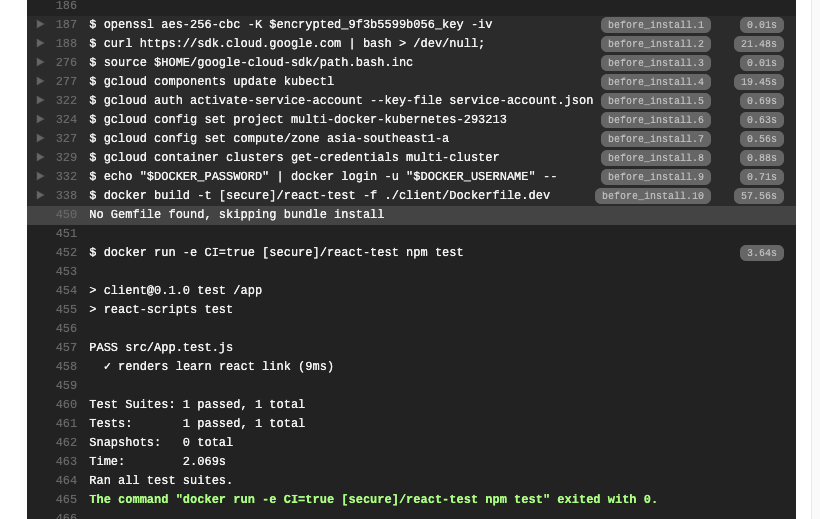 186
187 $ openssl aes-256-cbc -K $encrypted_9f3b5599b056_key -iv before_install.1 0.01s
188 $ curl https://sdk.cloud.google.com | bash > /dev/null; before_install.2 21.48s
276 $ source $HOME/google-cloud-sdk/path.bash.inc before_install.3 0.01s
277 $ gcloud components update kubectl before_install.4 19.45s
322 $ gcloud auth activate-service-account --key-file service-account.json before_install.5 0.69s
324 $ gcloud config set project multi-docker-kubernetes-293213 before_install.6 0.63s
327 $ gcloud config set compute/zone asia-southeast1-a before_install.7 0.56s
329 $ gcloud container clusters get-credentials multi-cluster before_install.8 0.88s
332 $ echo "$DOCKER_PASSWORD" | docker login -u "$DOCKER_USERNAME" -- before_install.9 0.71s
338 $ docker build -t [secure]/react-test -f ./client/Dockerfile.dev before_install.10 57.56s
450 No Gemfile found, skipping bundle install
451
452 $ docker run -e CI=true [secure]/react-test npm test 3.64s
453
454 > client@0.1.0 test /app
455 > react-scripts test
456
457 PASS src/App.test.js
458 ✓ renders learn react link (9ms)
459
460 Test Suites: 1 passed, 1 total
461 Tests: 1 passed, 1 total
462 Snapshots: 0 total
463 Time: 2.069s
464 Ran all test suites.
465 The command "docker run -e CI=true [secure]/react-test npm test" exited with 0.
466